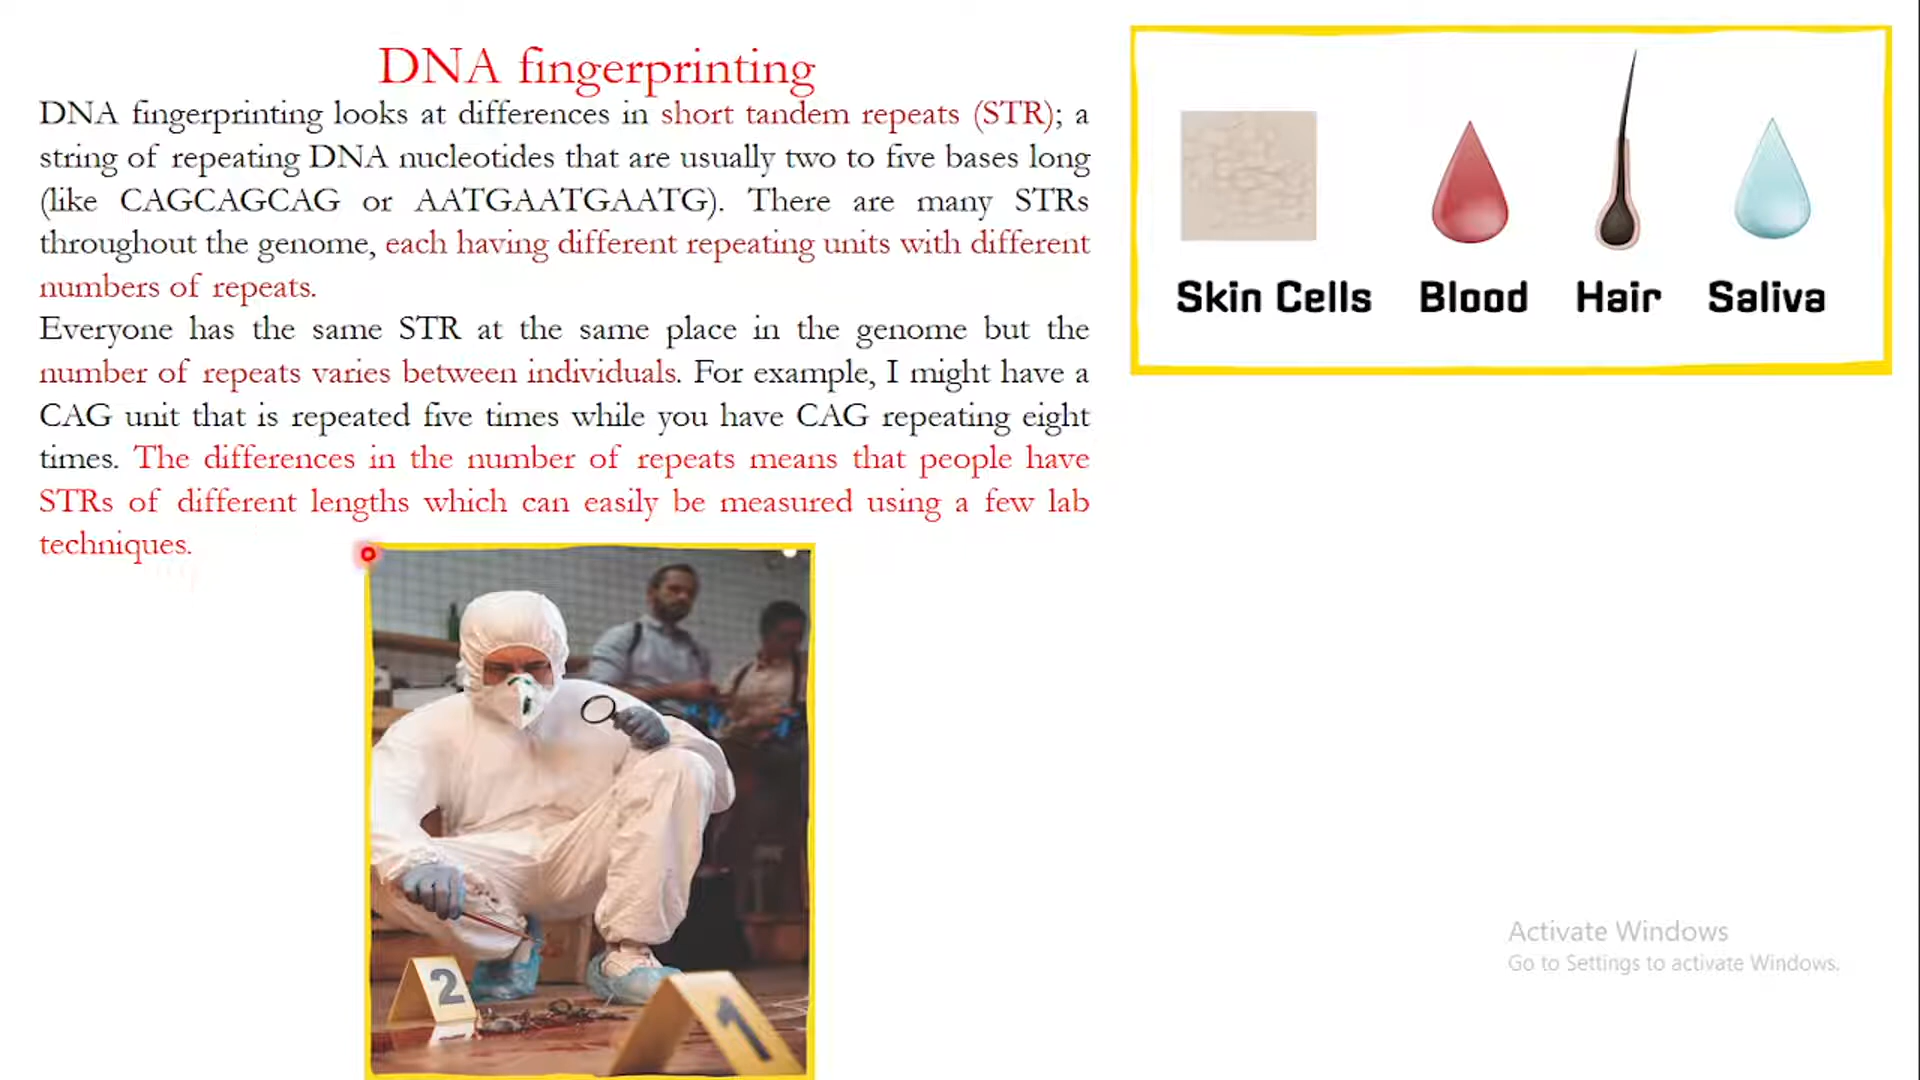 DNA fingerprinting
DNA fingerprinting looks at differences in short tandem repeats (STR); a
string of repeating DNA nucleotides that are usually two to five bases long
(like CAGCAGCAG or AATGAATGAATG). There are many STRs
throughout the genome, each having different repeating units with different
numbers of repeats.
Everyone has the same STR at the same place in the genome but the
number of repeats varies between individuals. For example, I might have a
CAG unit that is repeated five times while you have CAG repeating eight
times. The differences in the number of repeats means that people have
STRs of different lengths which can easily be measured using a few lab
techniques.
Skin Cells Blood Hair Saliva
2
1
Activate Windows
Go to Settings to activate Windows.